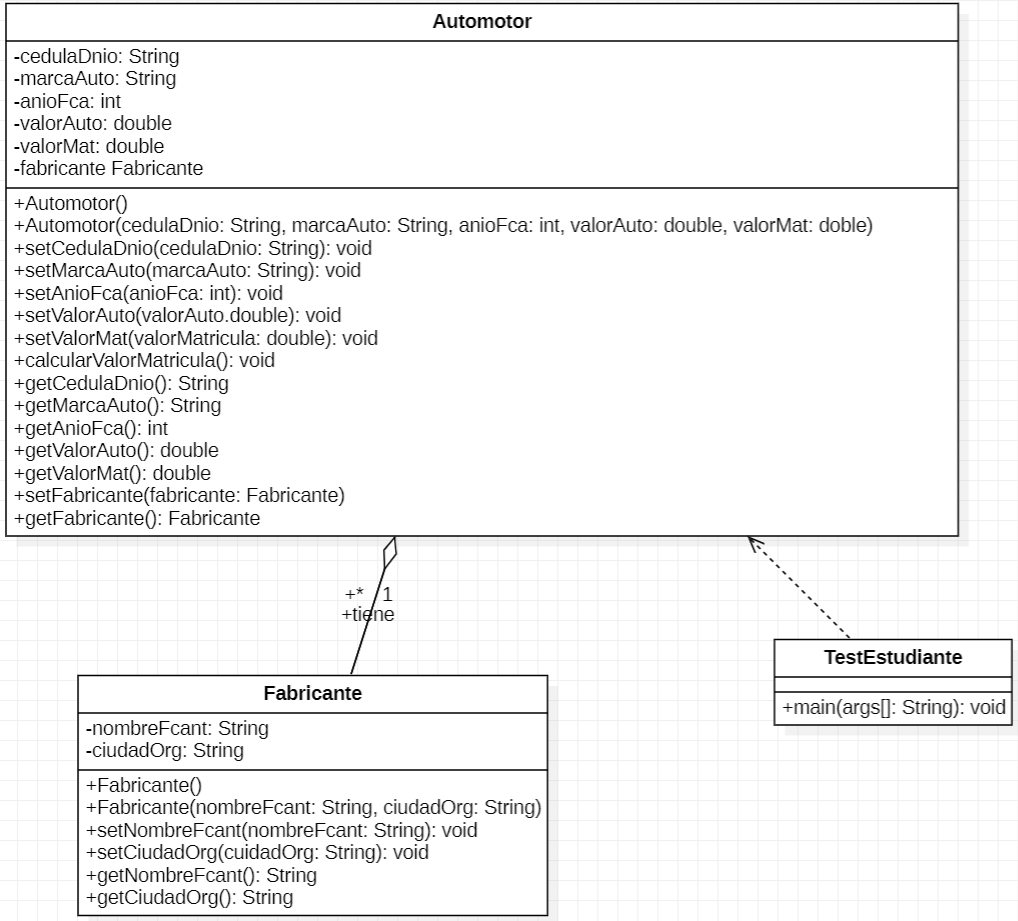 Automotor
-cedulaDnio: String
-marcaAuto: String
-anioFca: int
-valorAuto: double
-valorMat: double
-fabricante Fabricante
+Automotor()
+Automotor(cedulaDnio: String, marcaAuto: String, anioFca: int, valorAuto: double, valorMat: doble)
+setCedulaDnio(cedulaDnio: String): void
+setMarcaAuto(marcaAuto: String): void
+setAnioFca(anioFca: int): void
+setValorAuto(valorAuto.double): void
+setValorMat(valorMatricula: double): void
+calcularValorMatricula(): void
+getCedulaDnio(): String
+getMarcaAuto(): String
+getAnioFca(): int
+getValorAuto(): double
+getValorMat(): double
+setFabricante(fabricante: Fabricante)
+getFabricante(): Fabricante
+* 1
+tiene
TestEstudiante
+main(args[]: String): void
Fabricante
-nombreFcant: String
-ciudadOrg: String
+Fabricante()
+Fabricante(nombreFcant: String, ciudadOrg: String)
+setNombreFcant(nombreFcant: String): void
+setCiudadOrg(cuidadOrg: String): void
+getNombreFcant(): String
+getCiudadOrg(): String